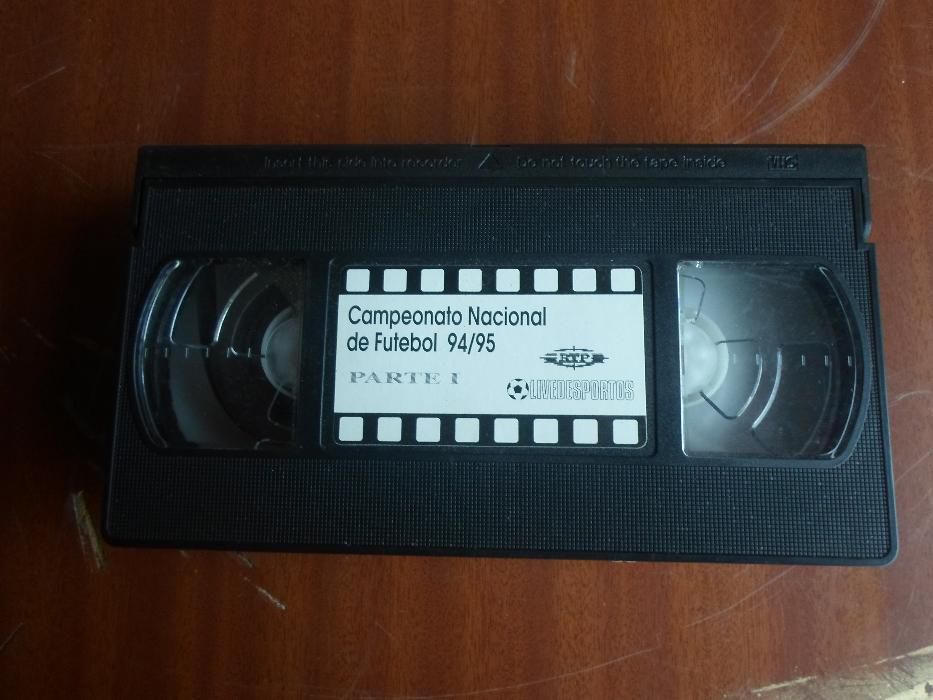 Insert this side into recorder △ Do not touch the tape inside VHS
Campeonato Nacional
de Futebol 94/95
RTP
PARTE I
LIVEDESPORTOS